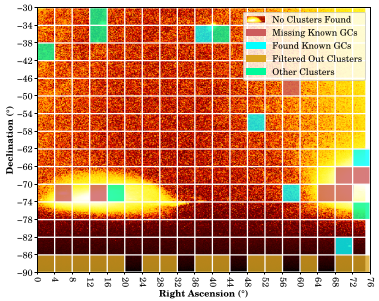 No Clusters Found
Missing Known GCs
Found Known GCs
Filtered Out Clusters
Other Clusters
Declination (°)
−30
−34
−38
−42
−46
−50
−54
−58
−62
−66
−70
−74
−78
−82
−86
−90
0 4 8 12 16 20 24 28 32 36 40 44 48 52 56 60 64 68 72 76
Right Ascension (°)